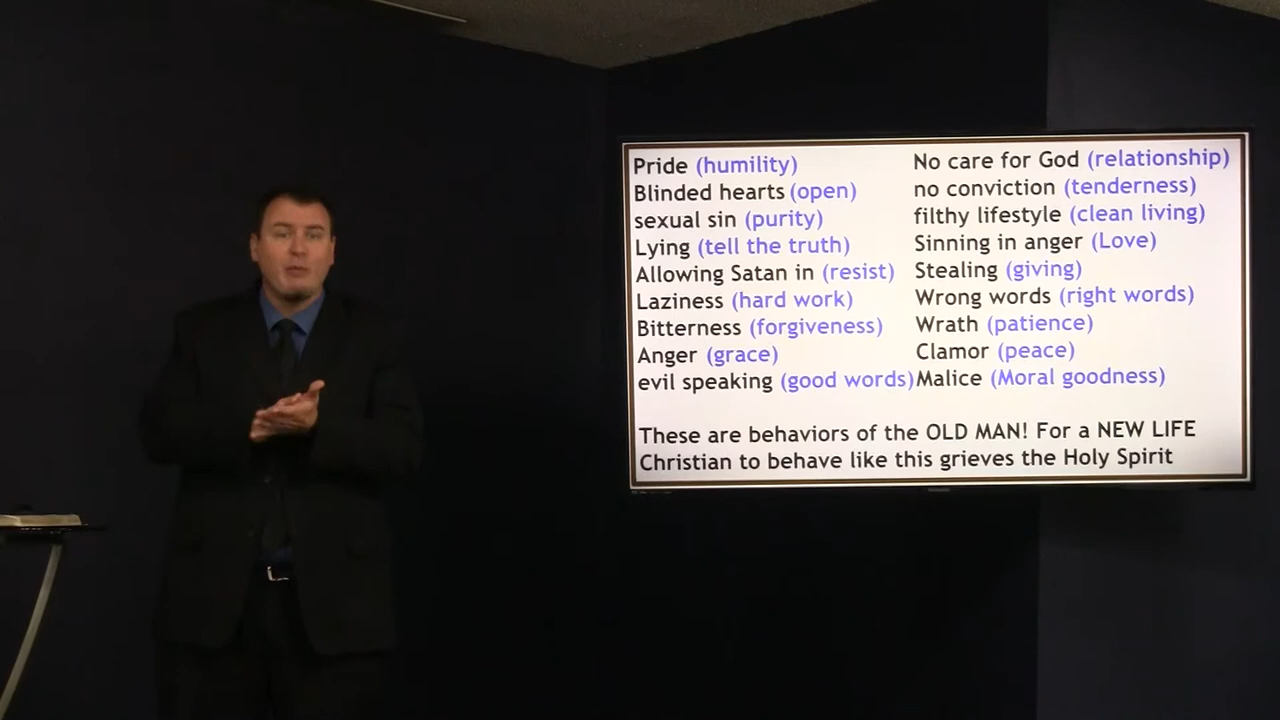 Pride (humility)
Blinded hearts (open)
sexual sin (purity)
Lying (tell the truth)
Allowing Satan in (resist)
Laziness (hard work)
Bitterness (forgiveness)
Anger (grace)
evil speaking (good words)
No care for God (relationship)
no conviction (tenderness)
filthy lifestyle (clean living)
Sinning in anger (Love)
Stealing (giving)
Wrong words (right words)
Wrath (patience)
Clamor (peace)
Malice (Moral goodness)
These are behaviors of the OLD MAN! For a NEW LIFE
Christian to behave like this grieves the Holy Spirit